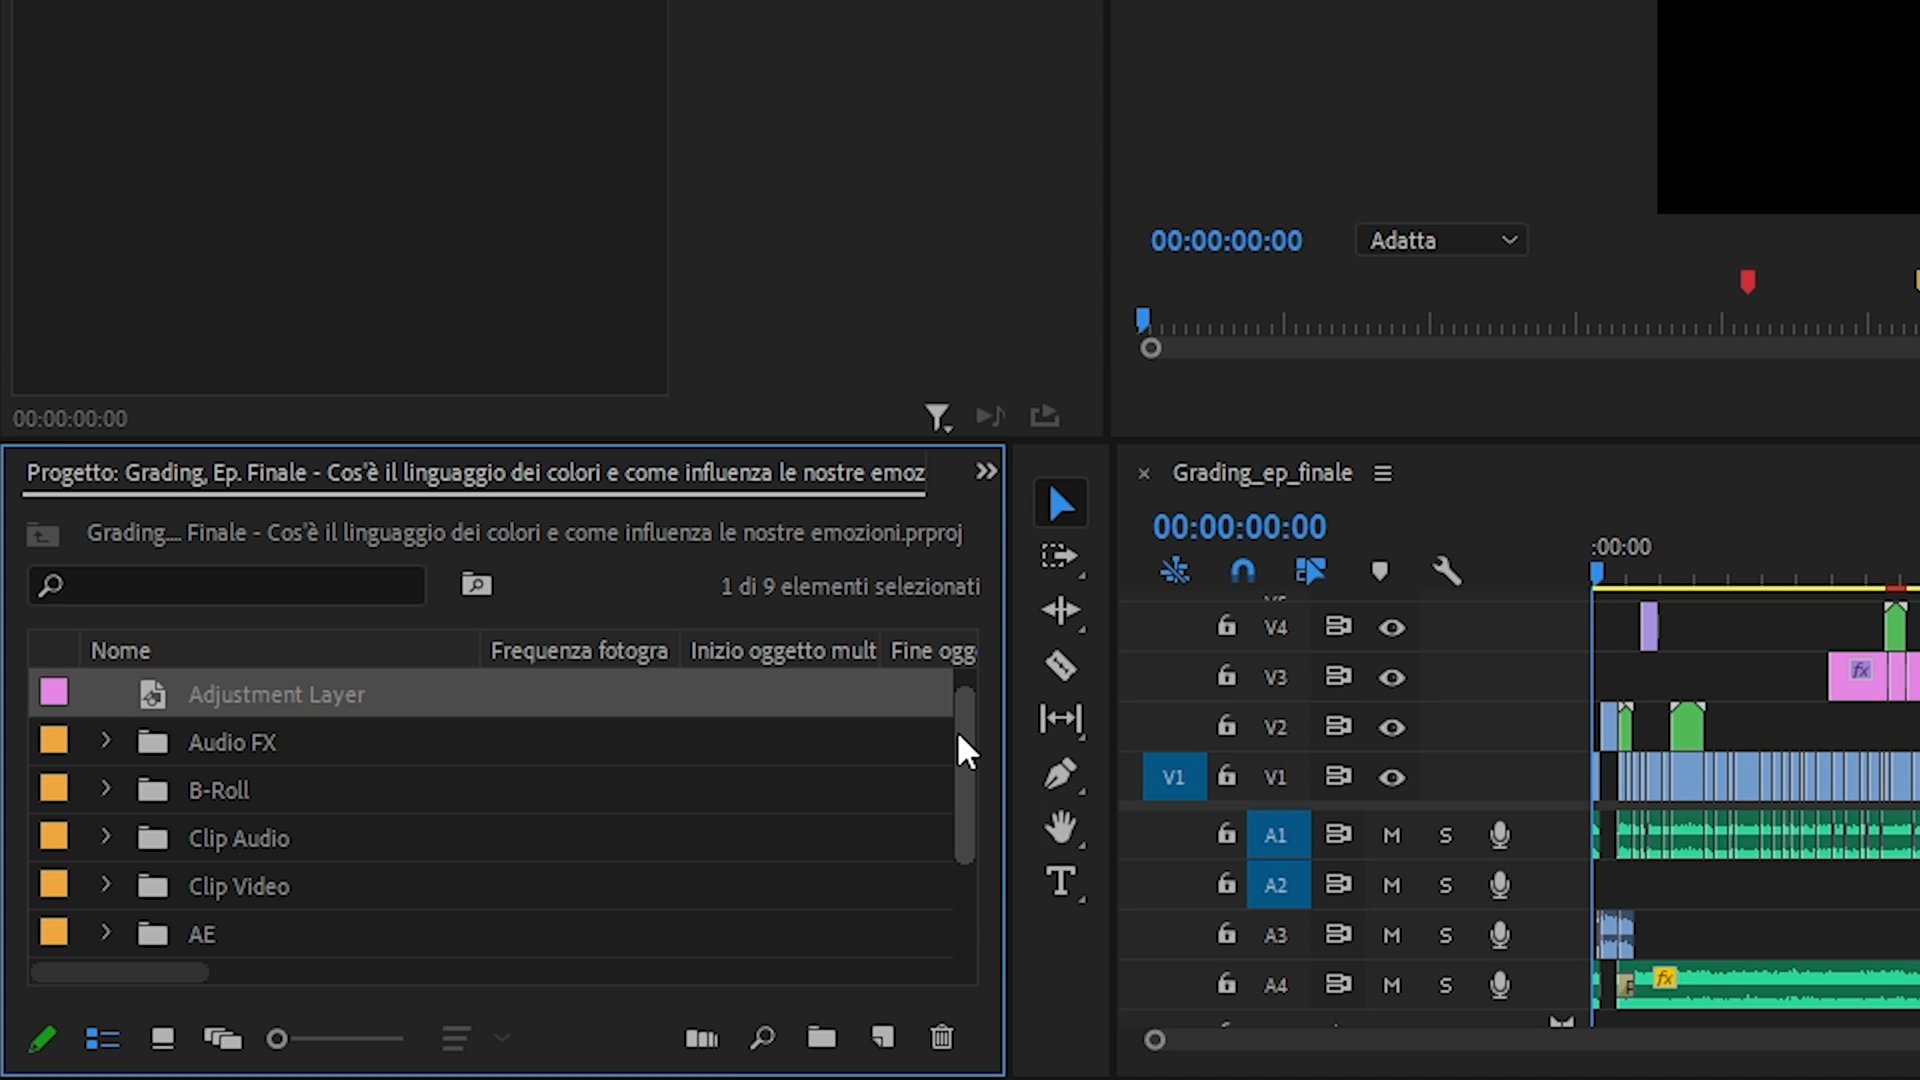 00:00:00:00
Adatta
00:00:00:00
Progetto: Grading, Ep. Finale - Cos'è il linguaggio dei colori e come influenza le nostre emoz
Grading_ep_finale
Grading... Finale - Cos'è il linguaggio dei colori e come influenza le nostre emozioni.prproj
00:00:00:00
:00:00
1 di 9 elementi selezionati
Nome
Frequenza fotogra
Inizio oggetto mult
Fine ogg
Adjustment Layer
Audio FX
B-Roll
Clip Audio
Clip Video
AE
V4
V3
fx
V2
V1
V1
A1
M
S
A2
M
S
A3
M
S
A4
M
S
fx
T